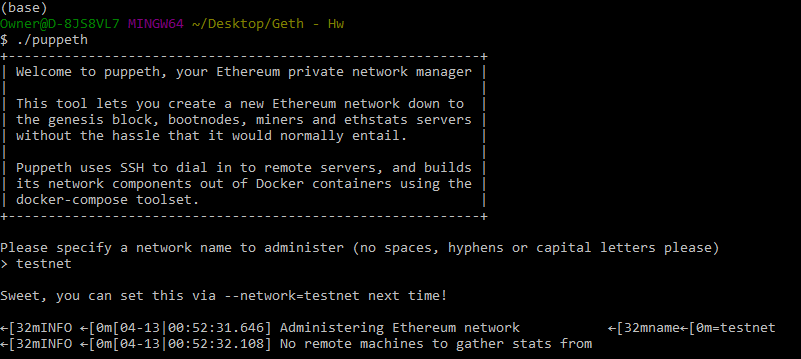 (base)
Owner@D-8JS8VL7 MINGW64 ~/Desktop/Geth - Hw
$ ./puppeth
+-----------------------------------------------------------+
| Welcome to puppeth, your Ethereum private network manager |
|                                                           |
| This tool lets you create a new Ethereum network down to  |
| the genesis block, bootnodes, miners and ethstats servers |
| without the hassle that it would normally entail.         |
|                                                           |
| Puppeth uses SSH to dial in to remote servers, and builds |
| its network components out of Docker containers using the |
| docker-compose toolset.                                   |
+-----------------------------------------------------------+
Please specify a network name to administer (no spaces, hyphens or capital letters please)
> testnet
Sweet, you can set this via --network=testnet next time!
←[32mINFO ←[0m[04-13|00:52:31.646] Administering Ethereum network           ←[32mname←[0m=testnet
←[32mINFO ←[0m[04-13|00:52:32.108] No remote machines to gather stats from